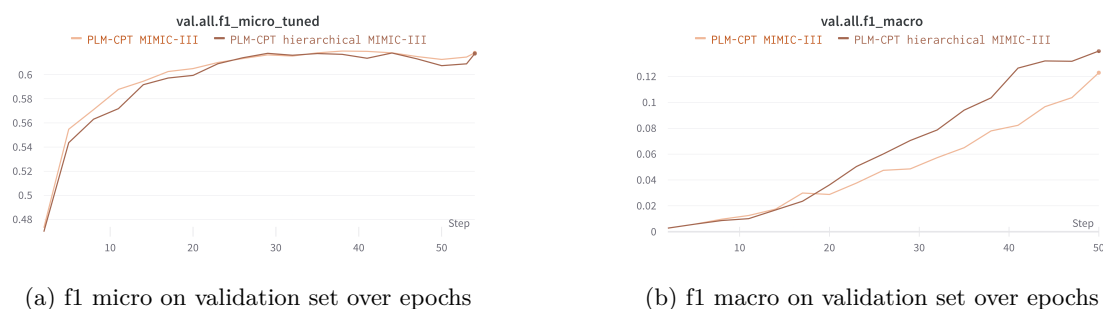 val.all.f1_micro_tuned
PLM-CPT MIMIC-III PLM-CPT hierarchical MIMIC-III
0.6
0.58
0.56
0.54
0.52
0.5
0.48
Step
10 20 30 40 50
(a) f1 micro on validation set over epochs
val.all.f1_macro
PLM-CPT MIMIC-III PLM-CPT hierarchical MIMIC-III
0.12
0.1
0.08
0.06
0.04
0.02
0
Step
10 20 30 40 50
(b) f1 macro on validation set over epochs